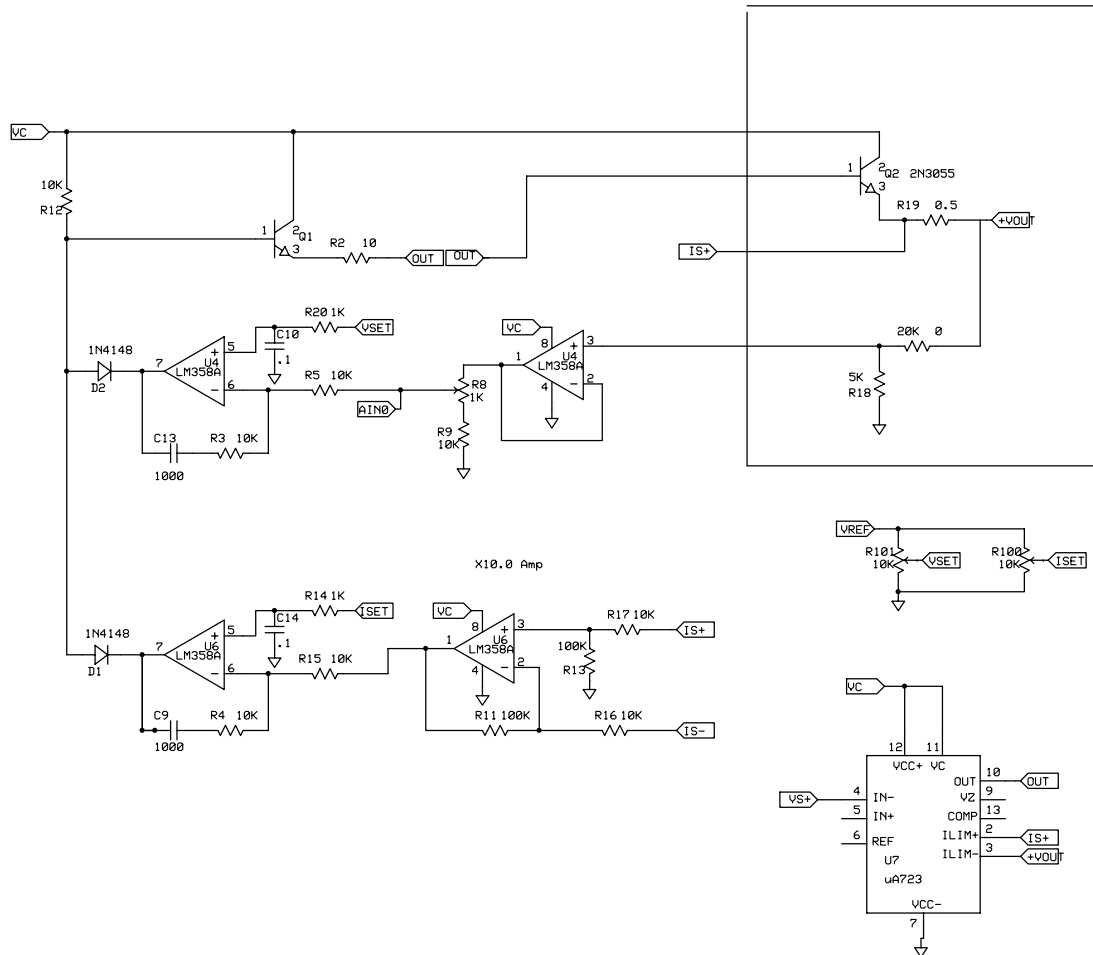 VC
10K
R12
1
2
Q1
3
R2 10
OUT
OUT
1
2
Q2 2N3055
3
R19 0.5
+VOUT
IS+
R20 1K
VSET
C10
.1
1N4148
D2
7
U4
LM358A
+
5
-
6
R5 10K
AIN0
C13
1000
R3 10K
R8
1K
R9
10K
VC
8
1
U4
LM358A
4
+
3
-
2
20K 0
5K
R18
VREF
R101
10K
VSET
R100
10K
ISET
X10.0 Amp
R14 1K
ISET
C14
.1
1N4148
D1
7
U6
LM358A
+
5
-
6
R15 10K
C9
1000
R4 10K
VC
8
1
U6
LM358A
4
+
3
-
2
R17 10K
IS+
100K
R13
R11 100K
R16 10K
IS-
VC
12
11
VCC+ VC
OUT
10
OUT
VS+
4
IN-
VZ
9
5
IN+
COMP
13
6
REF
ILIM+
2
IS+
ILIM-
3
+VOUT
U7
uA723
VCC-
7